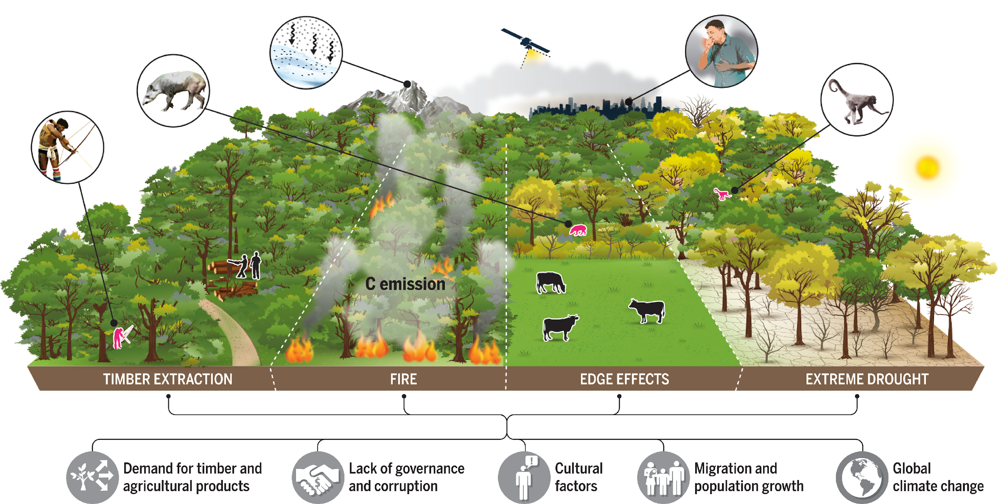 C emission
TIMBER EXTRACTION
FIRE
EDGE EFFECTS
EXTREME DROUGHT
Demand for timber and
agricultural products
Lack of governance
and corruption
Cultural
factors
Migration and
population growth
Global
climate change